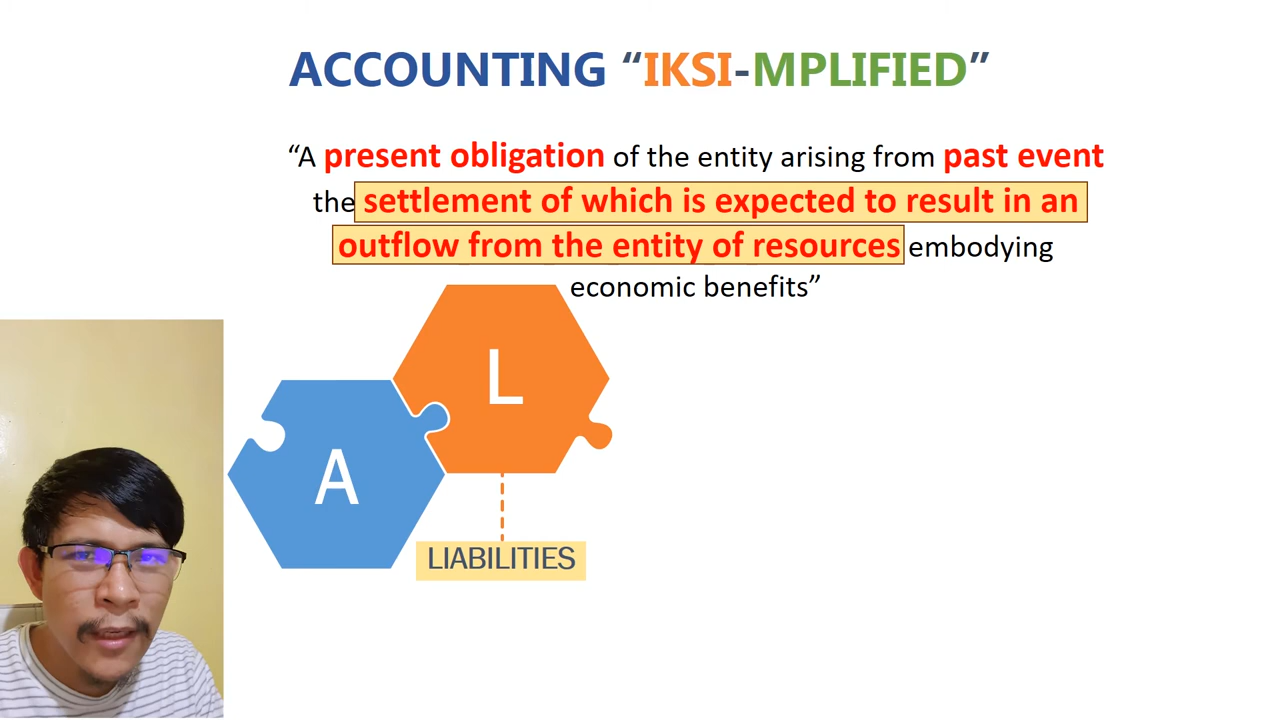 ACCOUNTING “IKSI-MPLIFIED”
“A present obligation of the entity arising from past event
the settlement of which is expected to result in an
outflow from the entity of resources embodying
economic benefits”
L
A
LIABILITIES